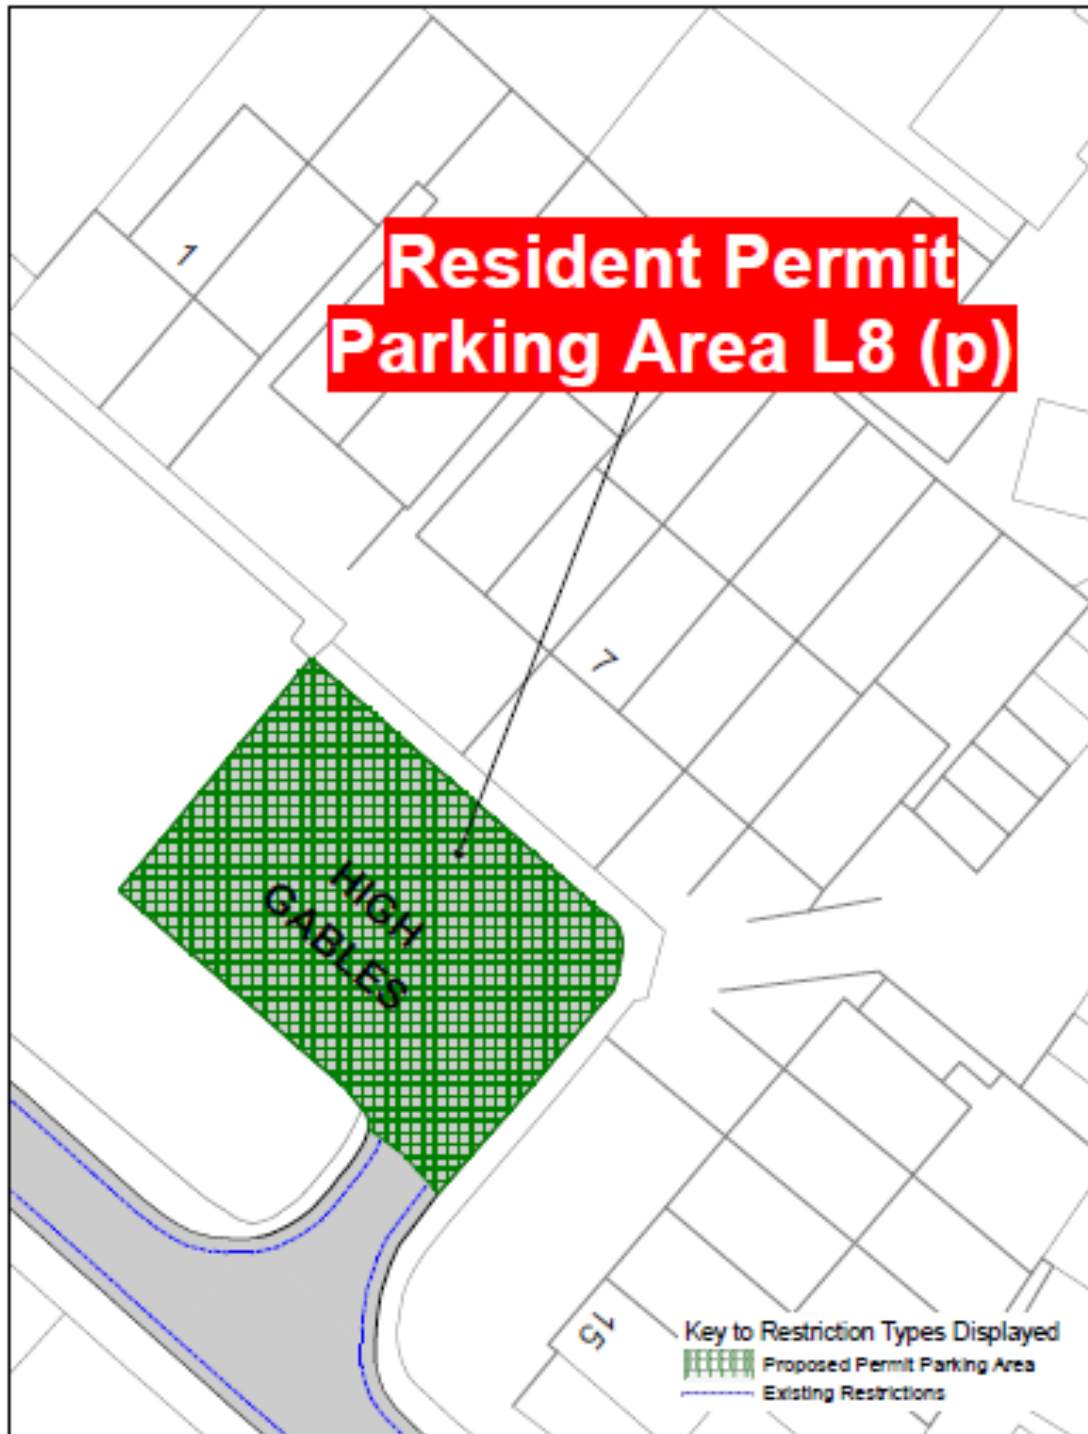 1
Resident Permit
Parking Area L8 (p)
7
HIGH
GABLES
15
Key to Restriction Types Displayed
Proposed Permit Parking Area
Existing Restrictions